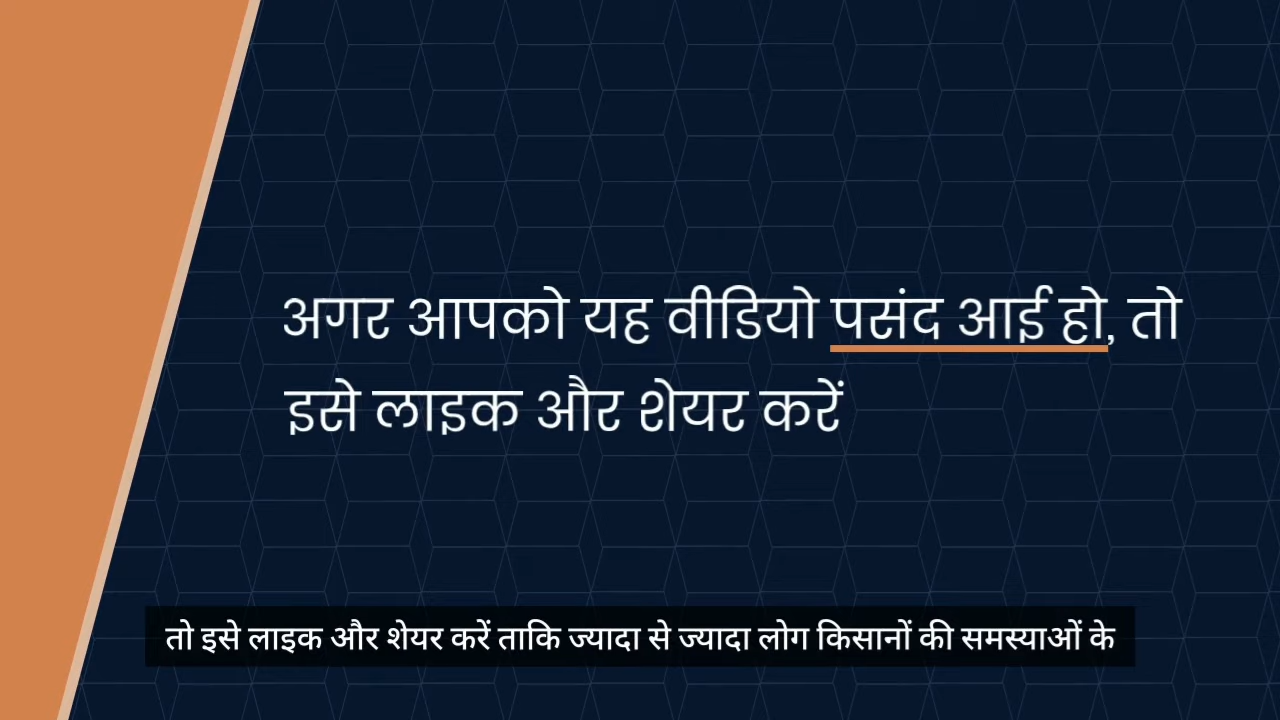 अगर आपको यह वीडियो पसंद आई हो, तो
इसे लाइक और शेयर करें
तो इसे लाइक और शेयर करें ताकि ज्यादा से ज्यादा लोग किसानों की समस्याओं के